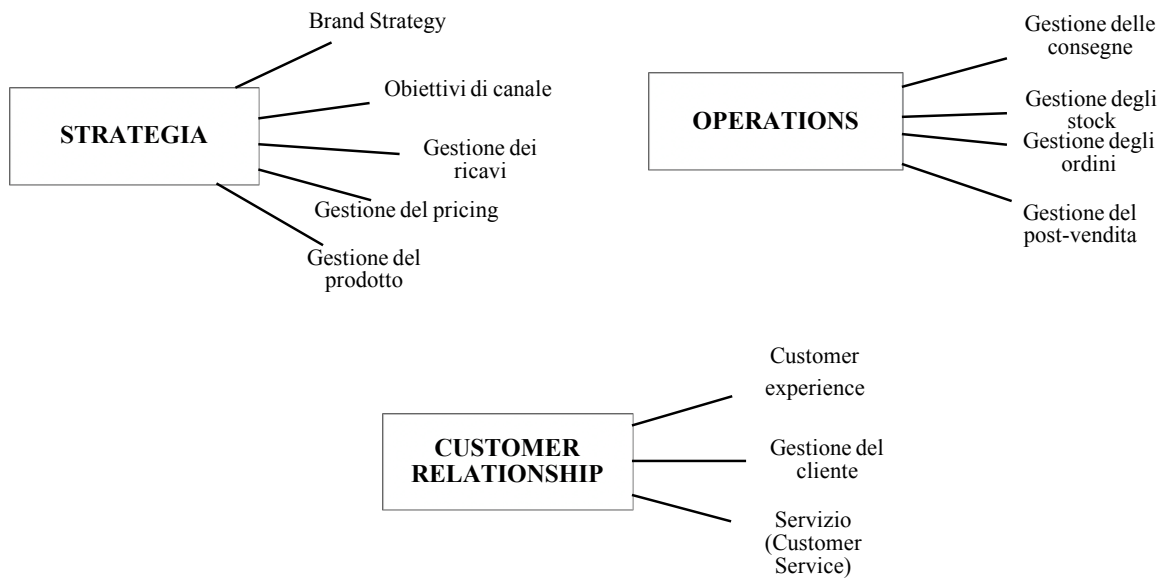 STRATEGIA
Brand Strategy
Obiettivi di canale
Gestione dei
ricavi
Gestione del pricing
Gestione del
prodotto
OPERATIONS
Gestione delle
consegne
Gestione degli
stock
Gestione degli
ordini
Gestione del
post-vendita
CUSTOMER
RELATIONSHIP
Customer
experience
Gestione del
cliente
Servizio
(Customer
Service)